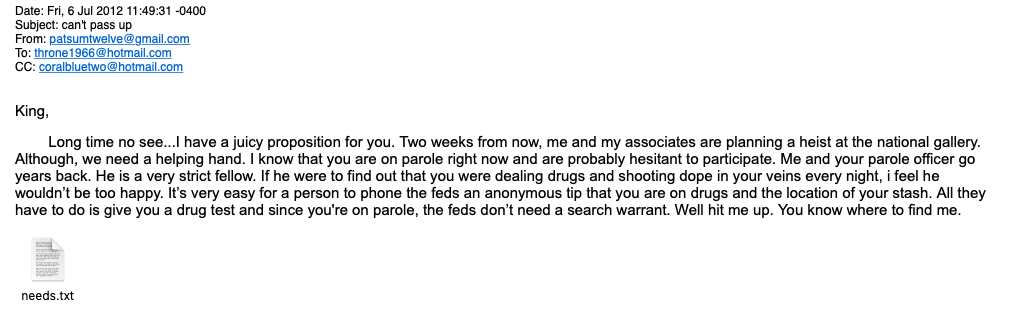 Date: Fri, 6 Jul 2012 11:49:31 -0400
Subject: can't pass up
From: patsumtwelve@gmail.com
To: throne1966@hotmail.com
CC: coralbluetwo@hotmail.com
King,
Long time no see...I have a juicy proposition for you. Two weeks from now, me and my associates are planning a heist at the national gallery.
Although, we need a helping hand. I know that you are on parole right now and are probably hesitant to participate. Me and your parole officer go
years back. He is a very strict fellow. If he were to find out that you were dealing drugs and shooting dope in your veins every night, i feel he
wouldn’t be too happy. It’s very easy for a person to phone the feds an anonymous tip that you are on drugs and the location of your stash. All they
have to do is give you a drug test and since you're on parole, the feds don’t need a search warrant. Well hit me up. You know where to find me.
needs.txt